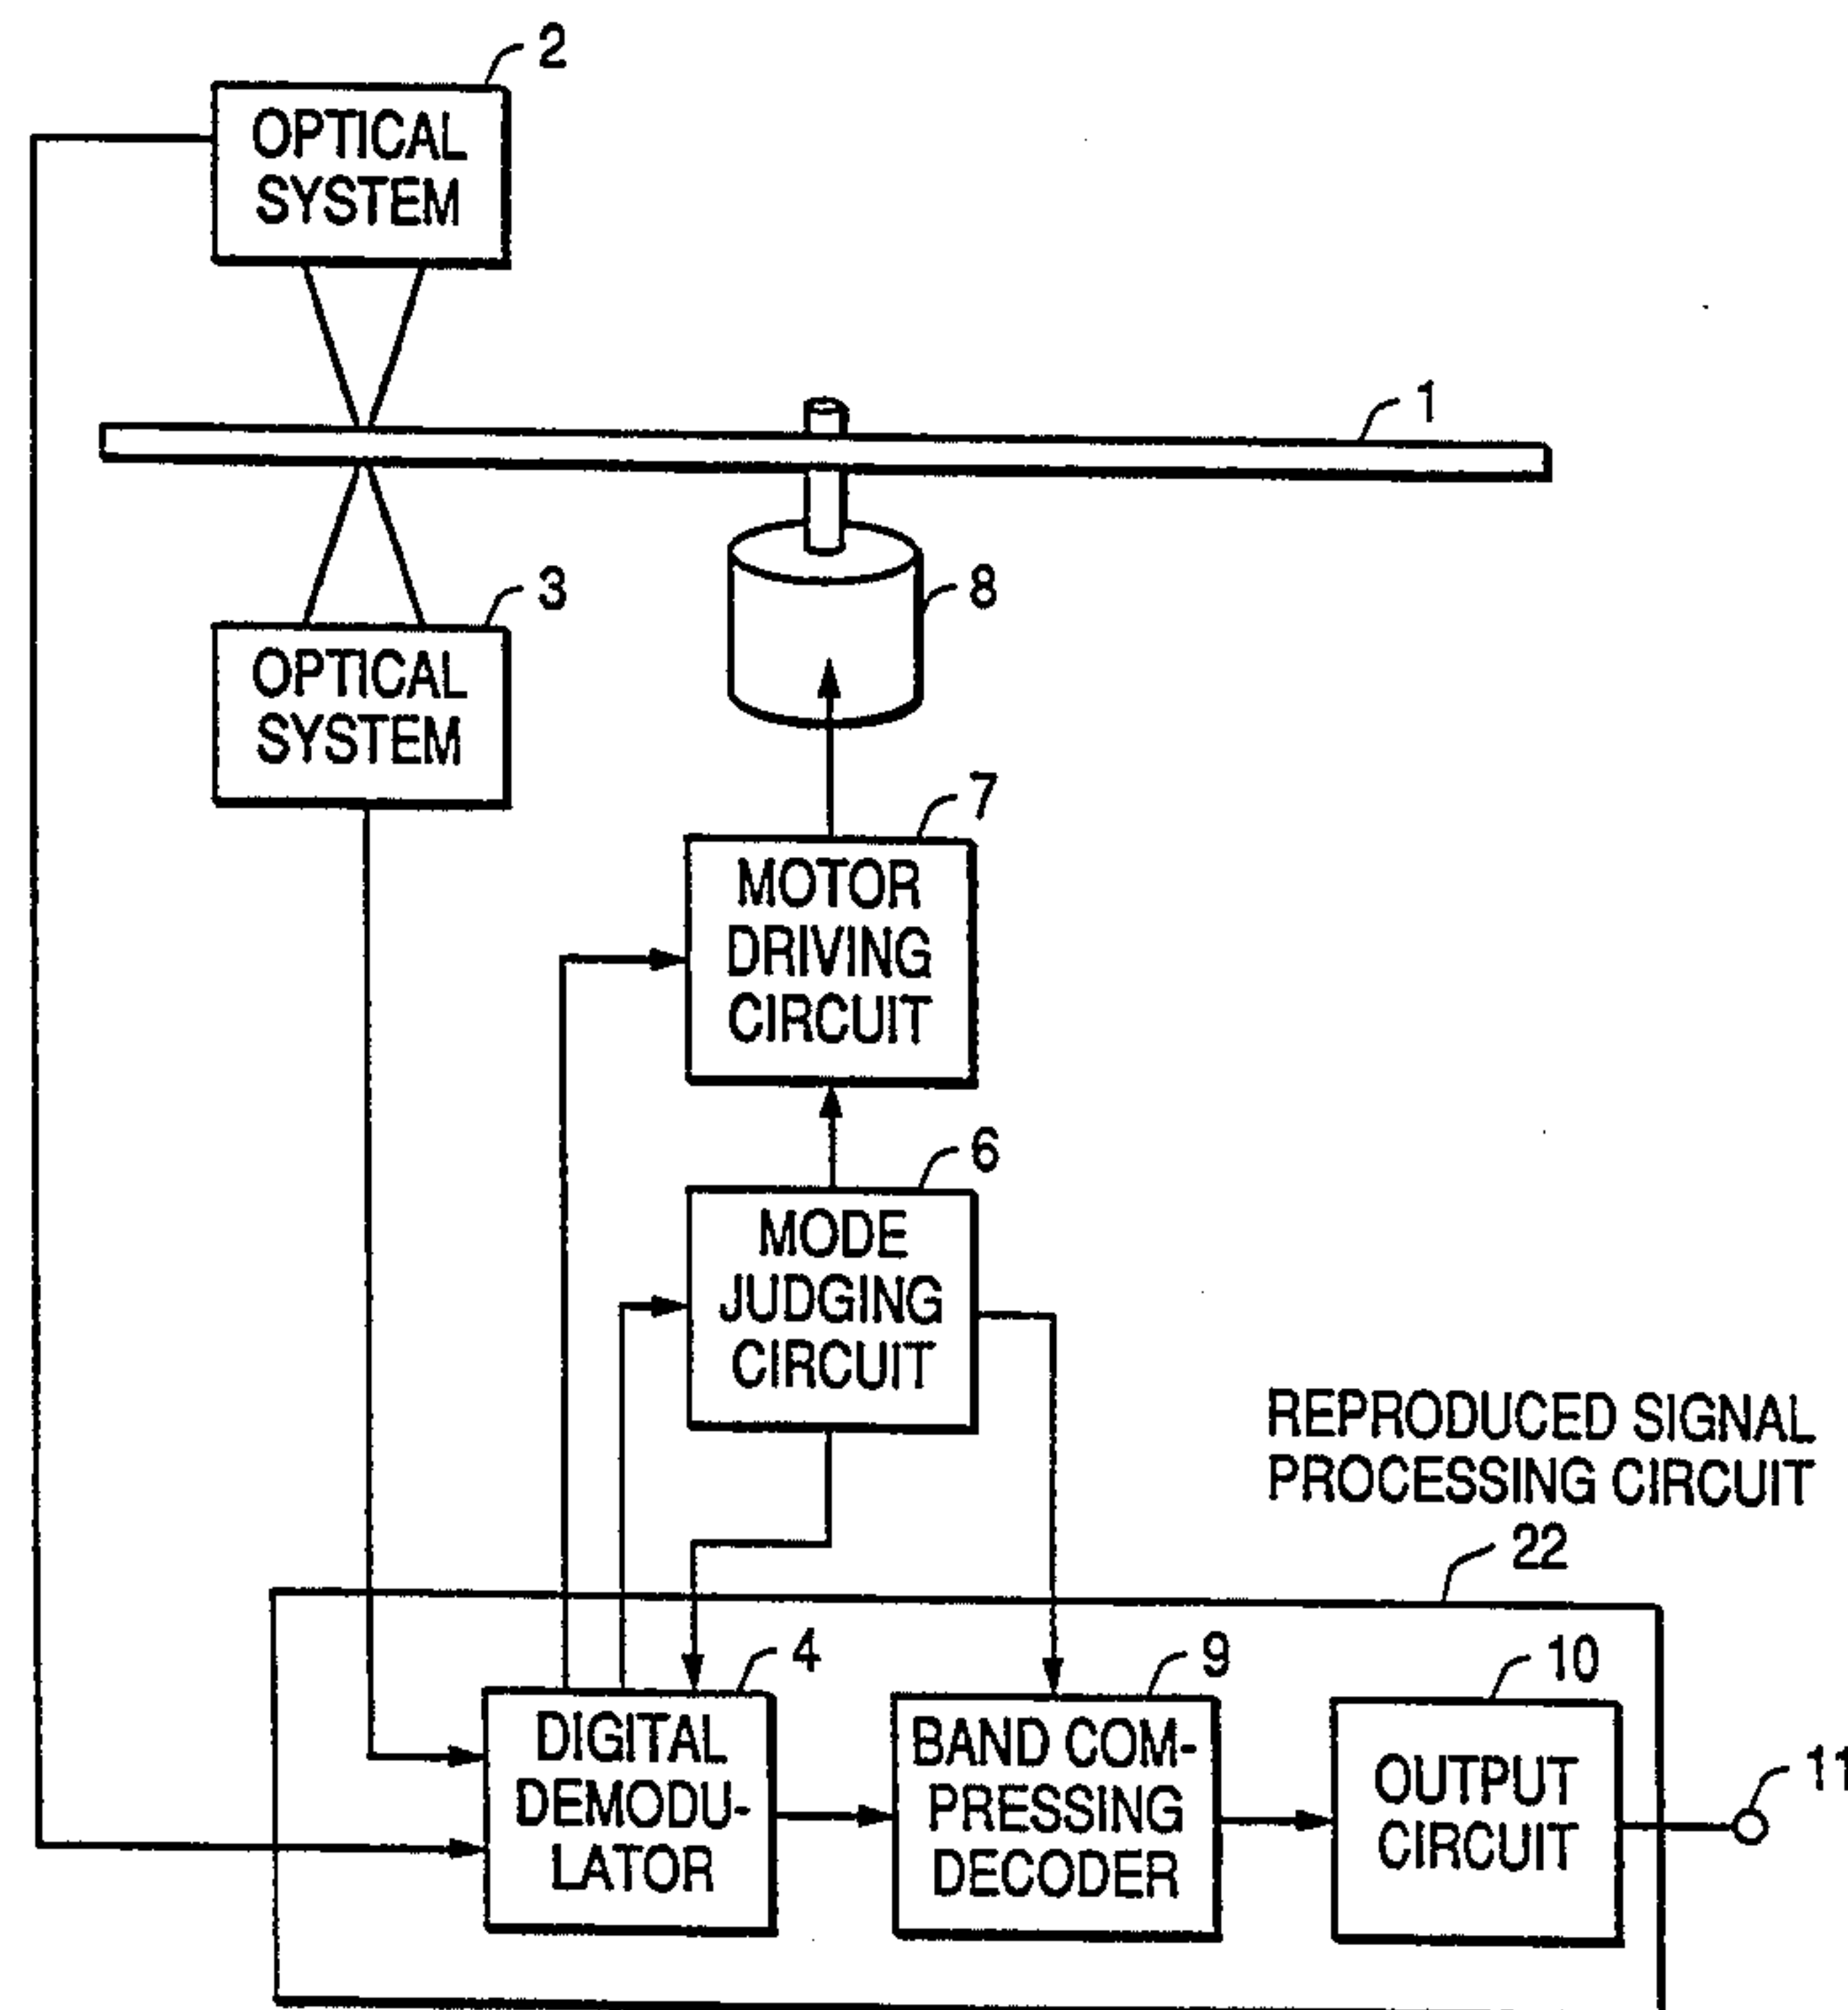 2
OPTICAL
SYSTEM
1
3
OPTICAL
SYSTEM
8
7
MOTOR
DRIVING
CIRCUIT
6
MODE
JUDGING
CIRCUIT
REPRODUCED SIGNAL
PROCESSING CIRCUIT
22
4
DIGITAL
DEMODU-
LATOR
9
BAND COM-
PRESSING
DECODER
10
OUTPUT
CIRCUIT
11